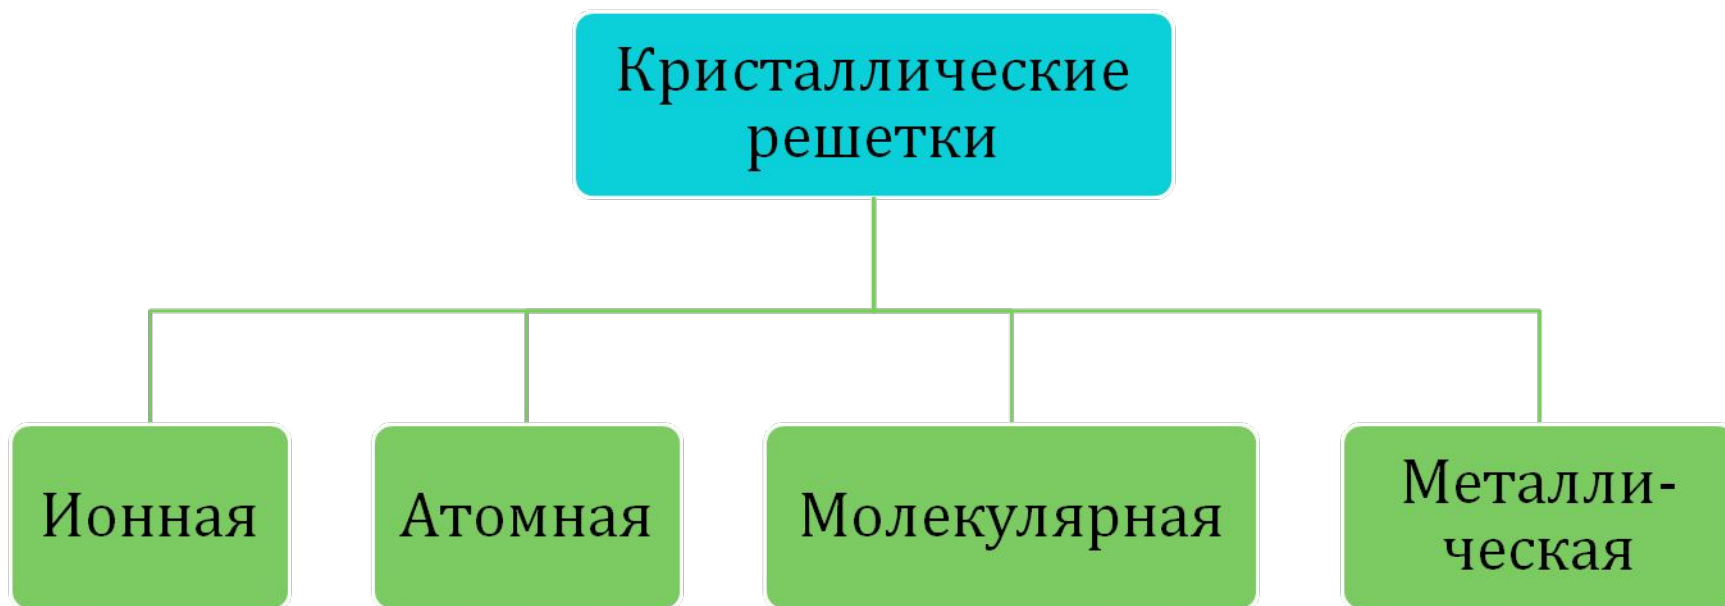 Кристаллические
решетки
Ионная
Атомная
Молекулярная
Металли-
ческая